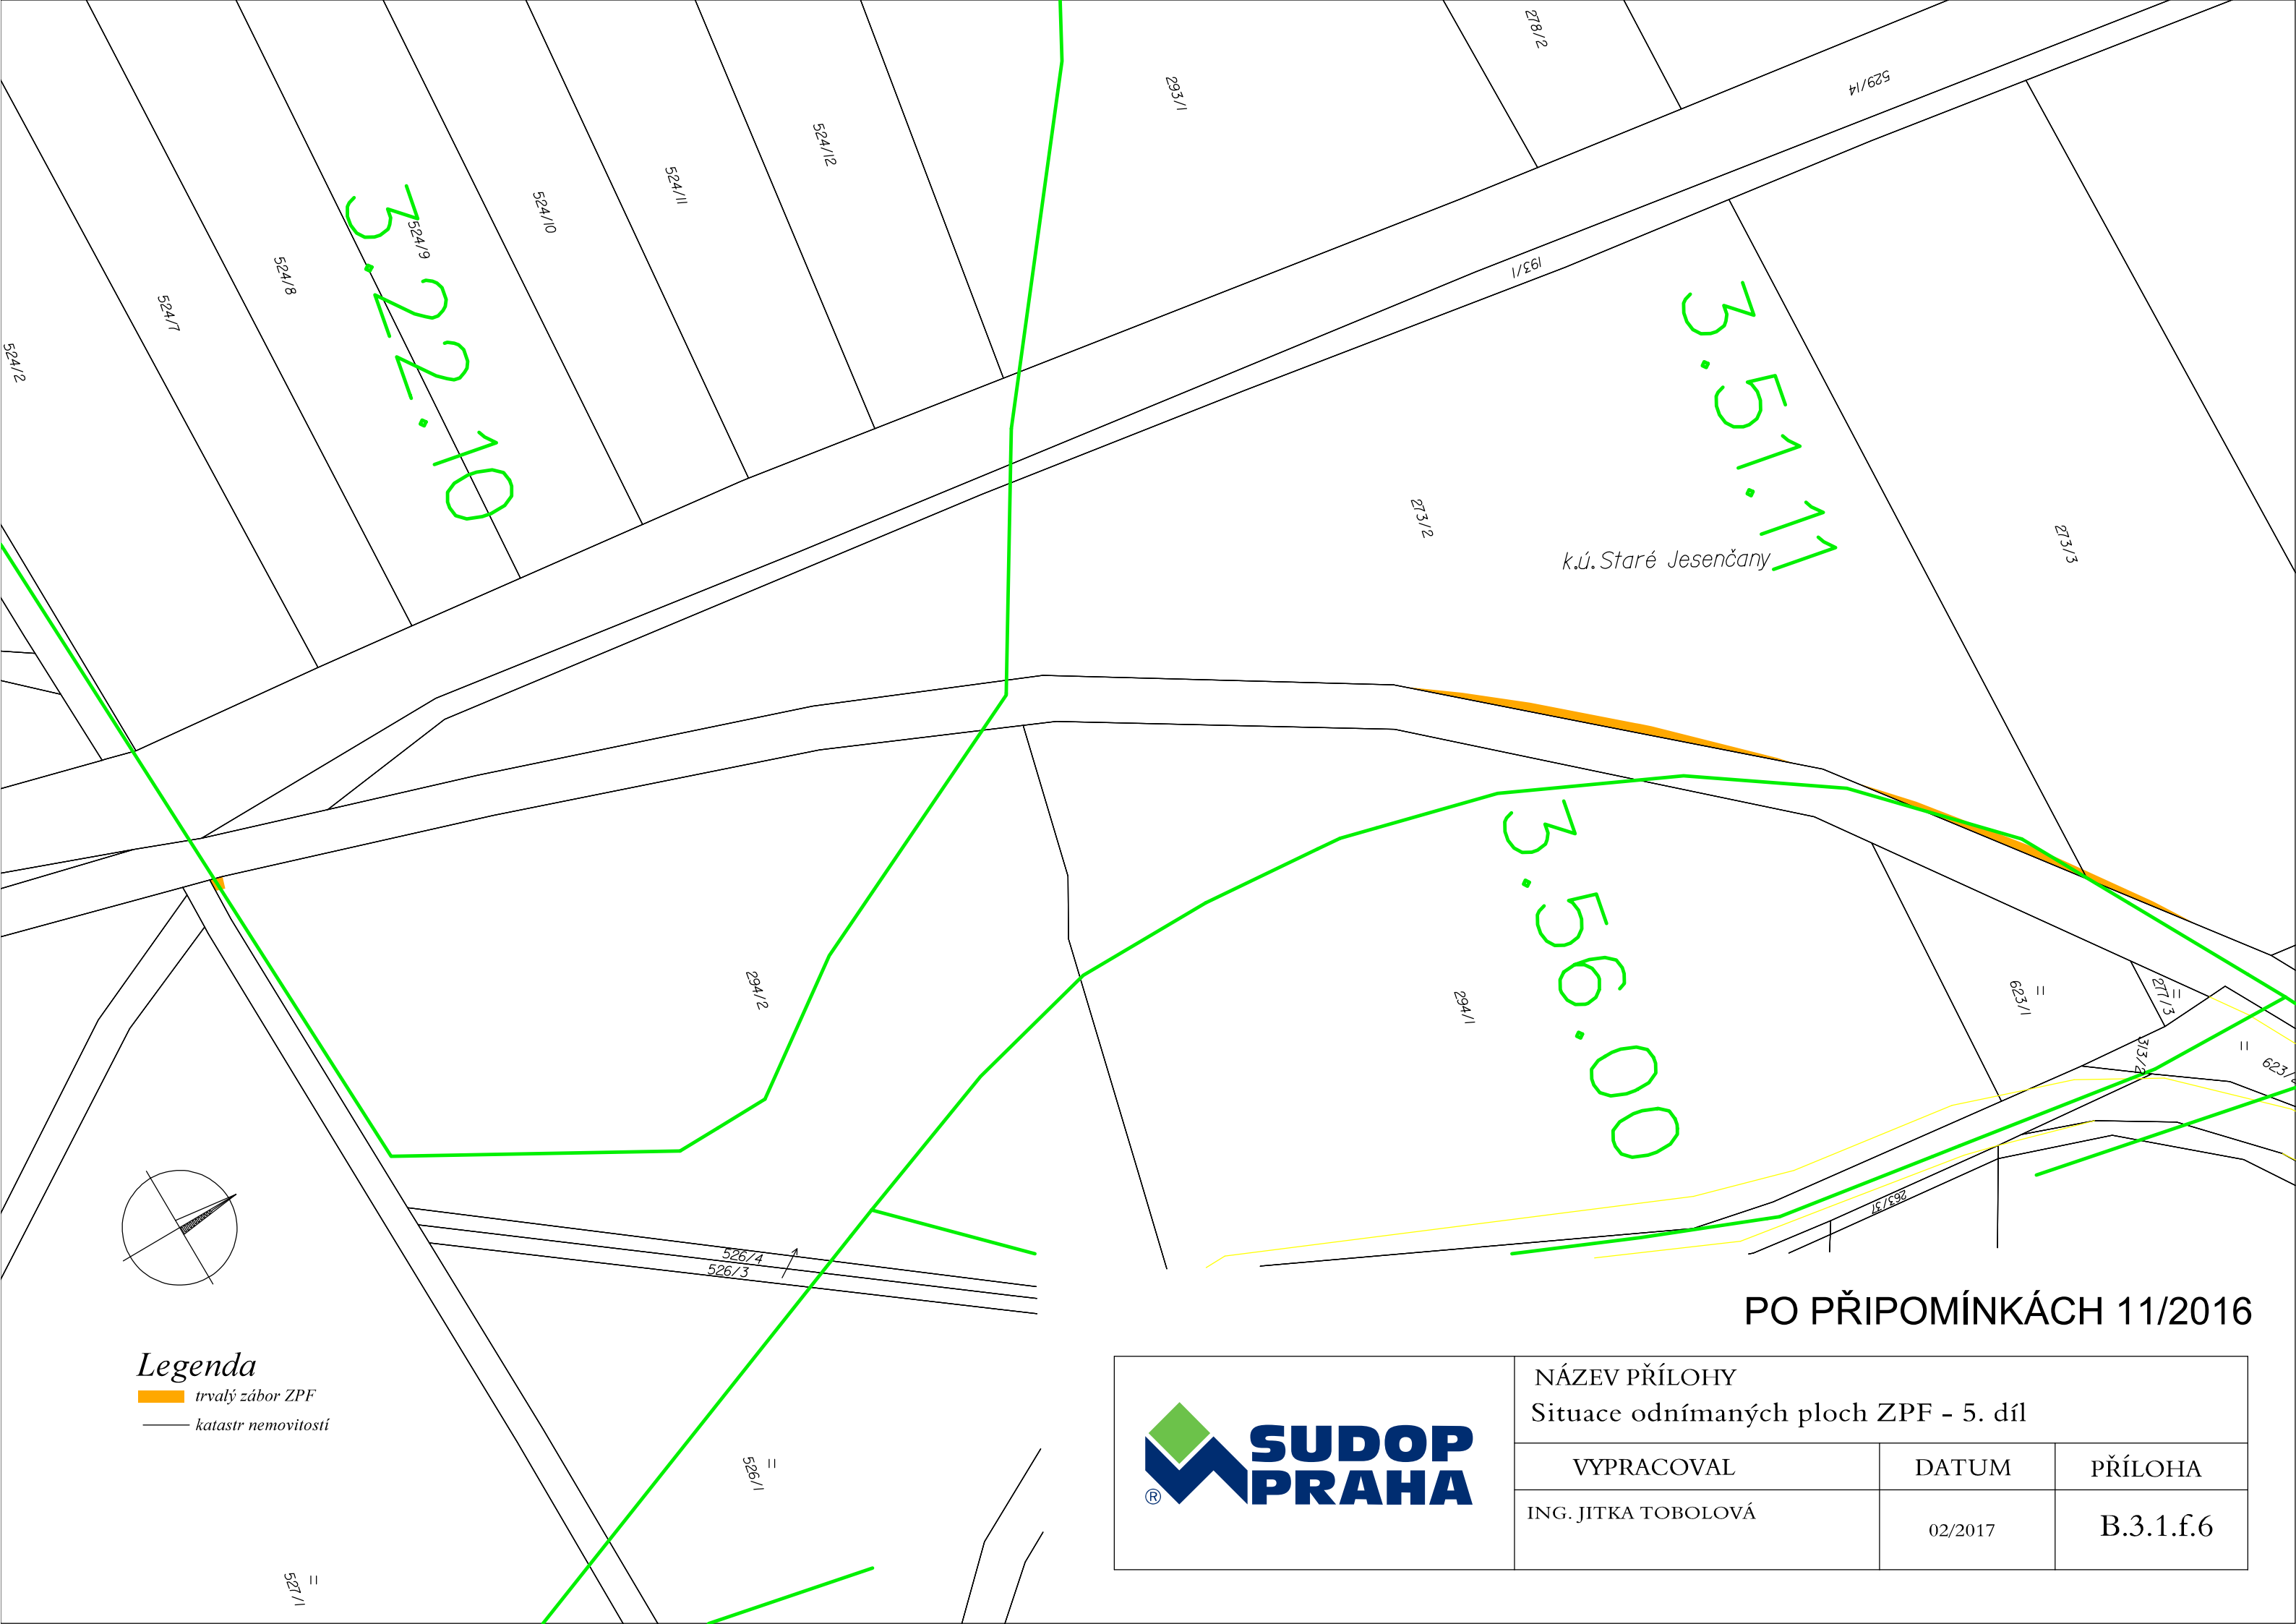 278/2
529/14
293/1
524/12
524/11
524/10
524/9
524/8
524/7
524/2
3.22.10
193/1
3.51.11
273/2
273/3
k.ú. Staré Jesenčany
3.56.00
294/2
294/1
623/1
=
277/3
=
313/2
=
263/37
526/4
526/3
526/1
=
527/1
=
PO PŘIPOMÍNKÁCH 11/2016
Legenda
trvalý zábor ZPF
katastr nemovitostí
SUDOP
PRAHA
®
NÁZEV PŘÍLOHY
Situace odnímaných ploch ZPF - 5. díl
VYPRACOVAL
DATUM
PŘÍLOHA
ING. JITKA TOBOLOVÁ
02/2017
B.3.1.f.6